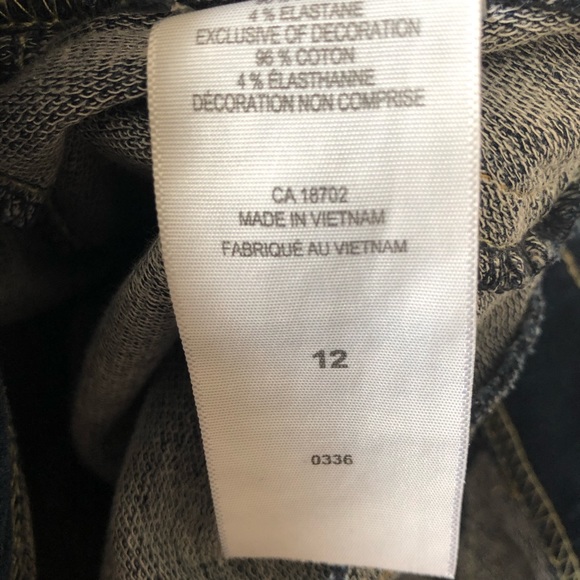 4 % ELASTANE
EXCLUSIVE OF DECORATION
96 % COTON
4 % ÉLASTHANNE
DÉCORATION NON COMPRISE
CA 18702
MADE IN VIETNAM
FABRIQUÉ AU VIETNAM
12
0336